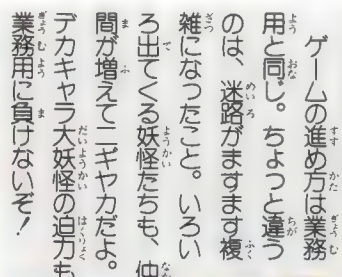 ゲームの進め方は業務
用と同じ。ちょっと違う
のは、迷路がますます複
雑になったこと。いろい
ろ出てくる妖怪たちも、仲
間が増えてニギヤカだよ。
デカキャラ大妖怪の迫力も
業務用に負けないぞ！